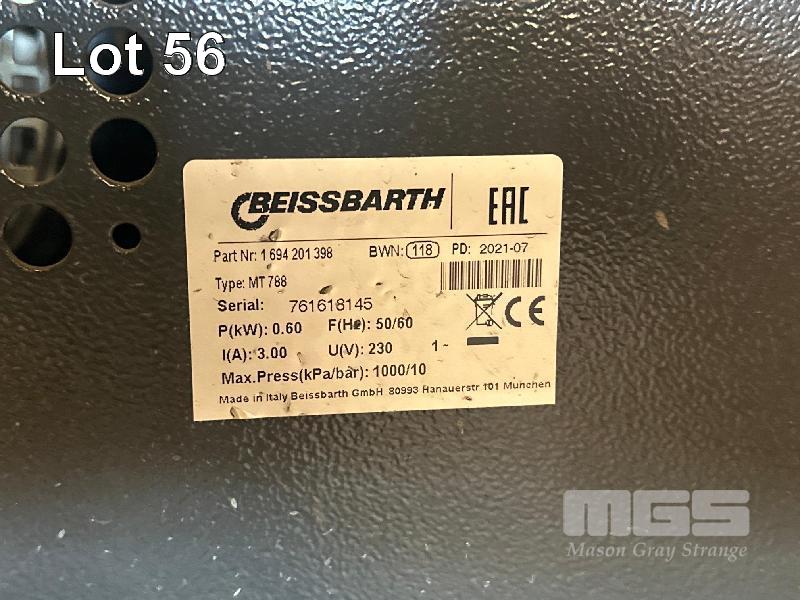 Lot 56
BEISSBARTH
EAC
Part Nr: 1 694 201 398 BWN: 118 PD: 2021-07
Type: MT 788
Serial: 761618145
P(kW): 0.60 F(Hz): 50/60
CE
I(A): 3.00 U(V): 230 1~
Max.Press(kPa/bar): 1000/10
Made in Italy Beissbarth GmbH 80993 Hanauerstr 101 Munchen
MGS
Mason Gray Strange